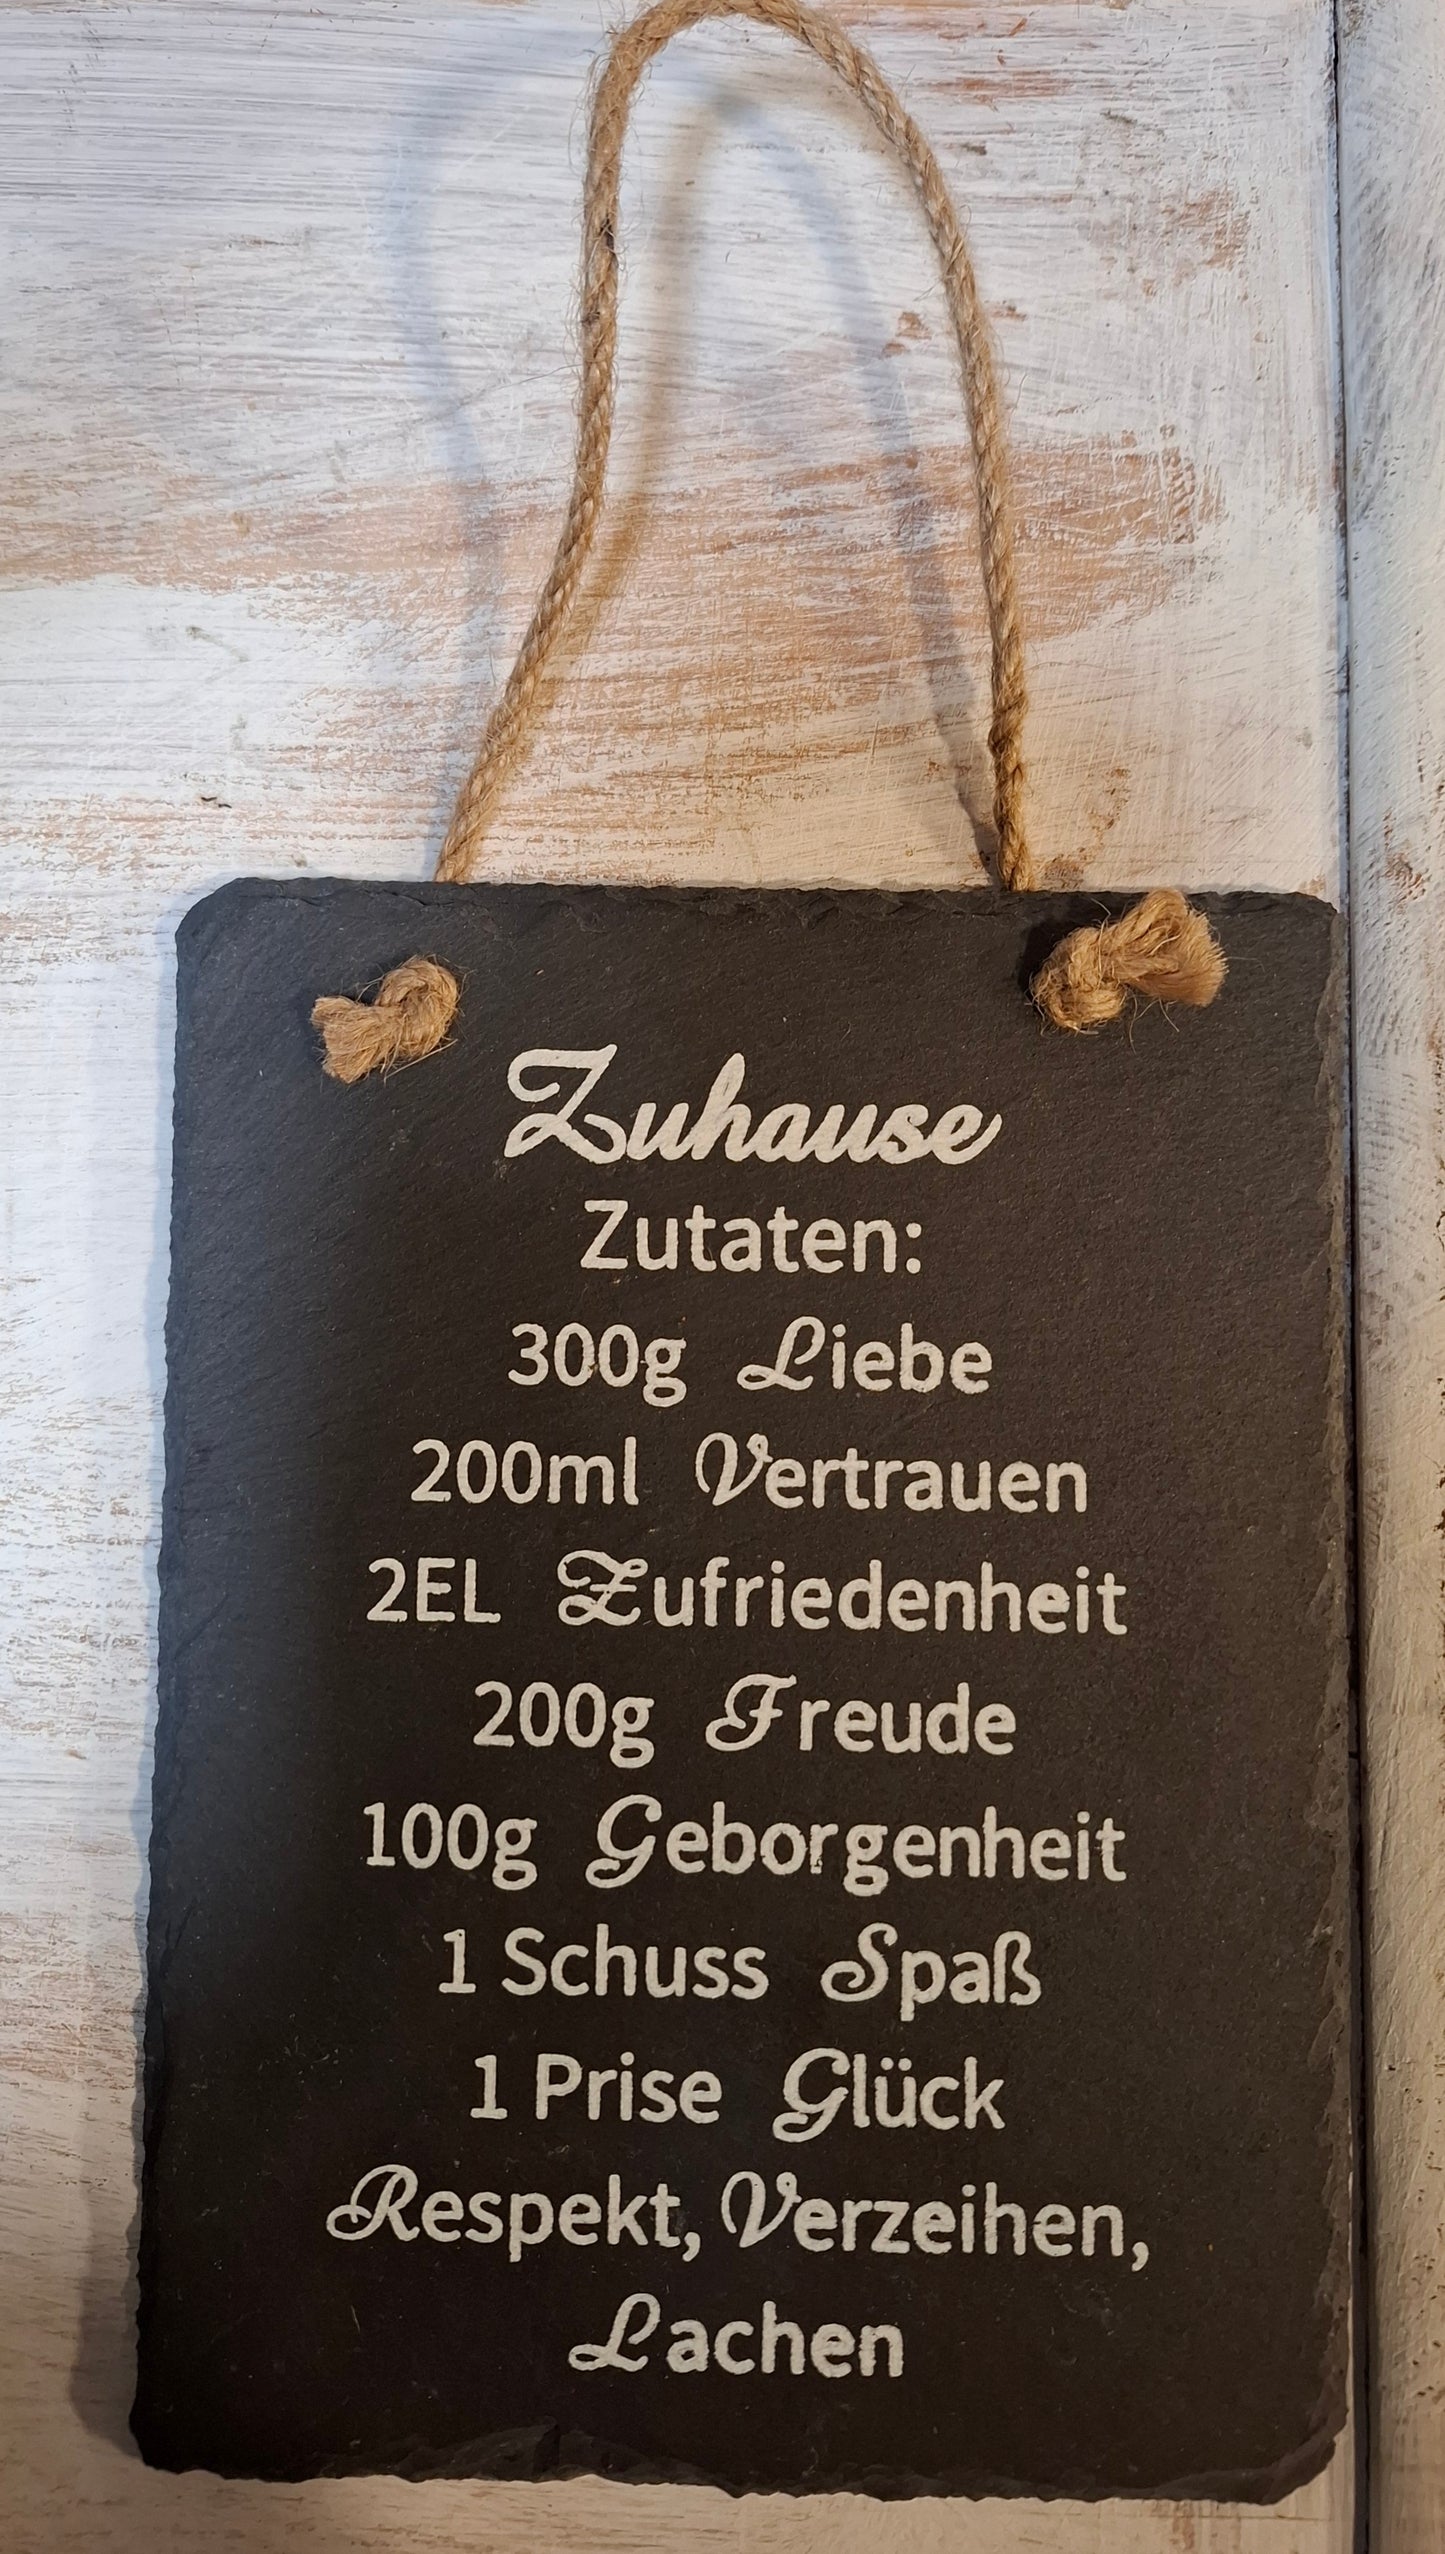 Zuhause
Zutaten:
300g Liebe
200ml Vertrauen
2EL Zufriedenheit
200g Freude
100g Geborgenheit
1 Schuss Spaß
1 Prise Glück
Respekt, Verzeihen,
Lachen